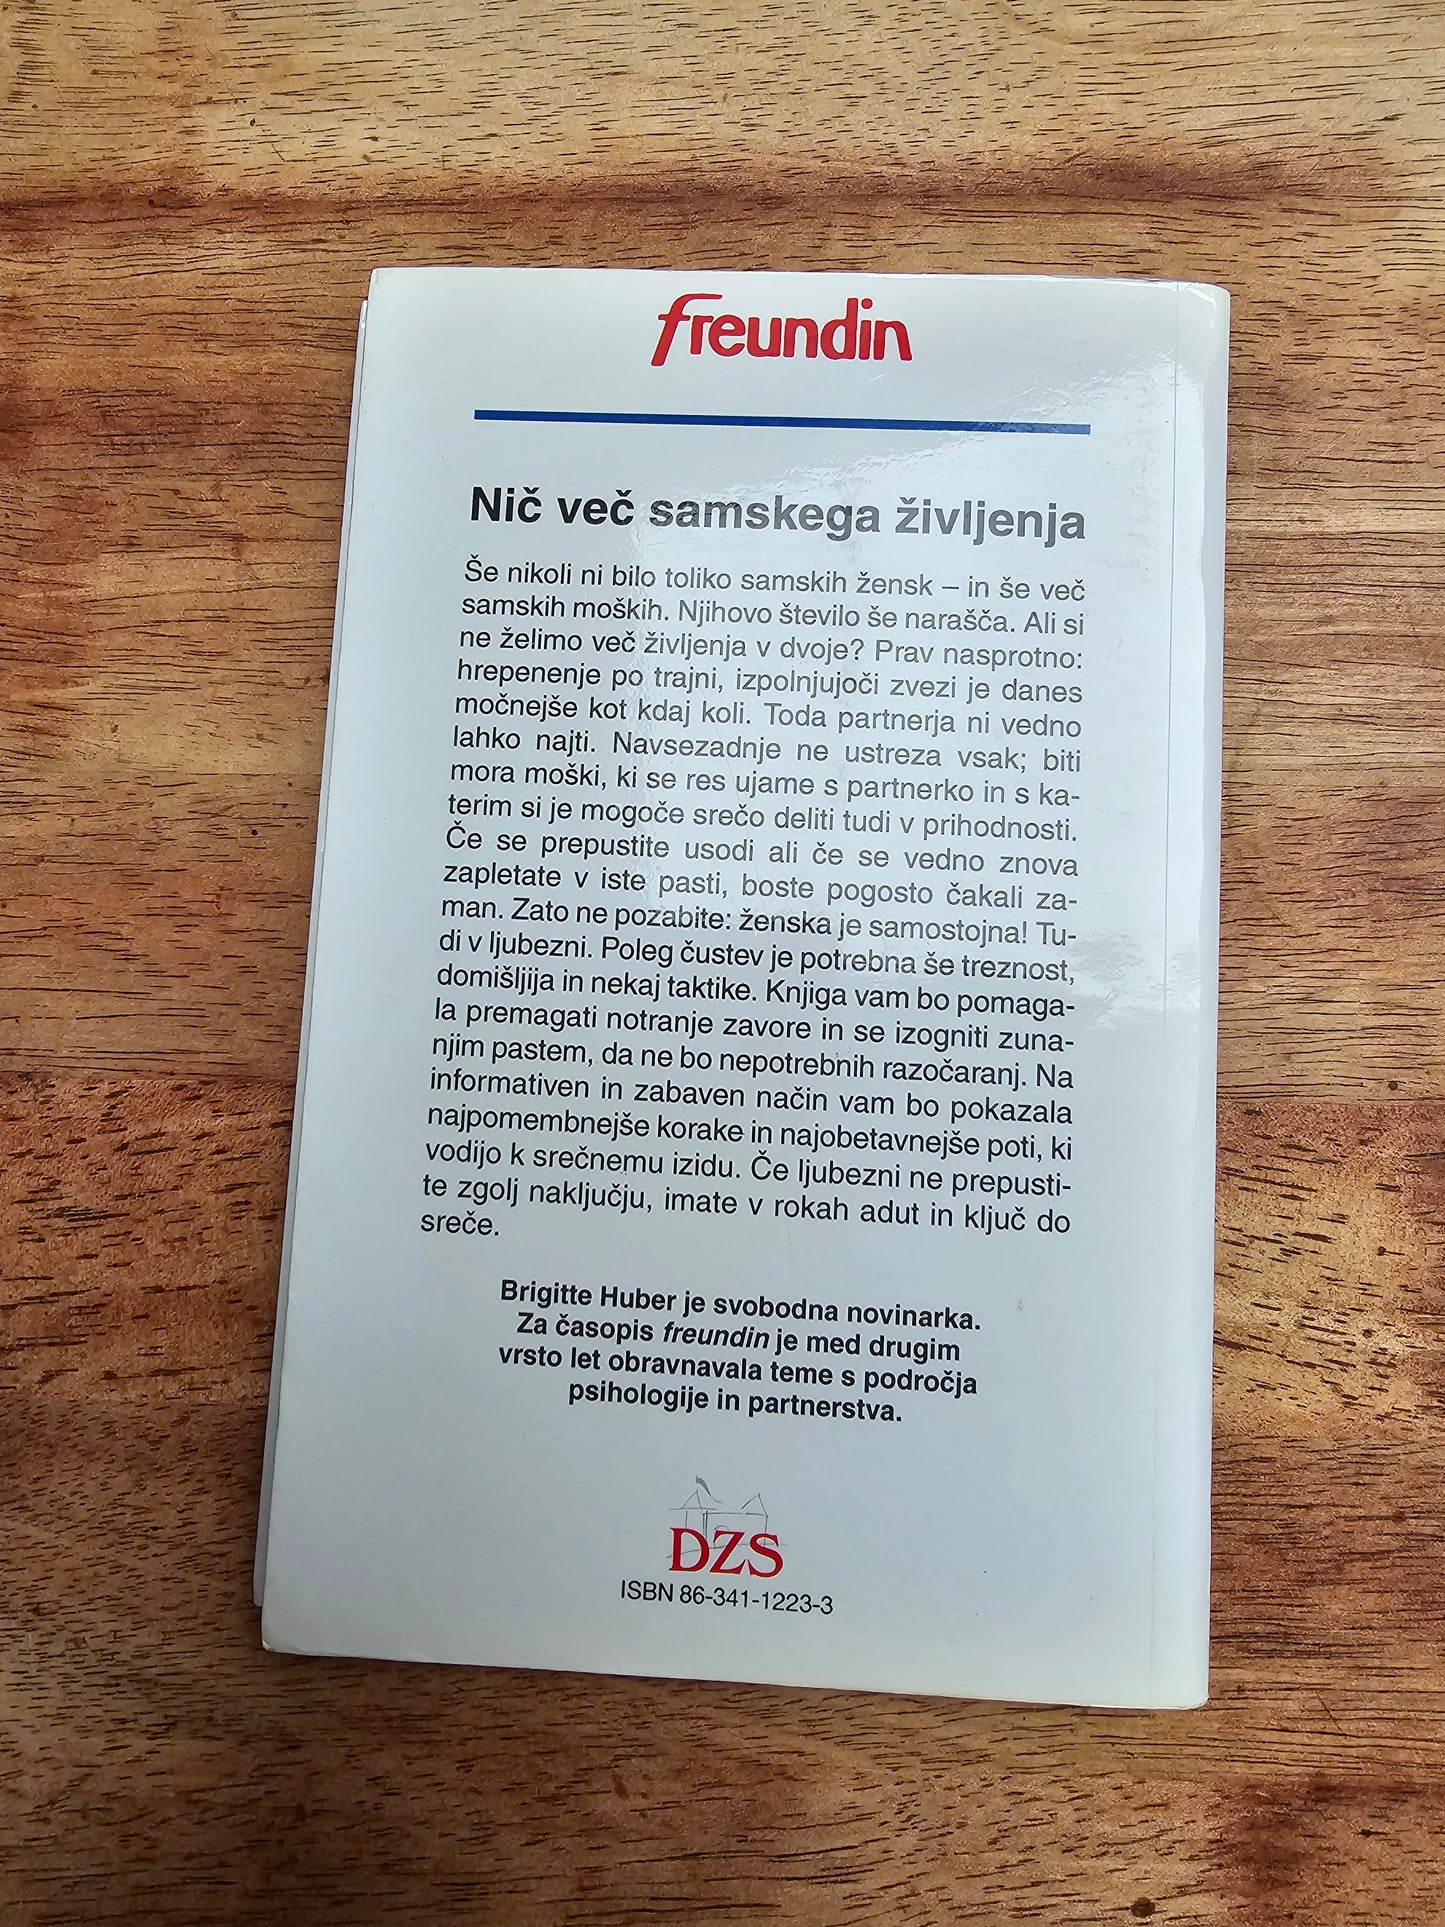 freundin
Nič več samskega življenja
Še nikoli ni bilo toliko samskih žensk – in še več
samskih moških. Njihovo število še narašča. Ali si
ne želimo več življenja v dvoje? Prav nasprotno:
hrepenenje po trajni, izpolnjujoči zvezi je danes
močnejše kot kdaj koli. Toda partnerja ni vedno
lahko najti. Navsezadnje ne ustreza vsak; biti
mora moški, ki se res ujame s partnerko in s ka-
terim si je mogoče srečo deliti tudi v prihodnosti.
Če se prepustite usodi ali če se vedno znova
zapletate v iste pasti, boste pogosto čakali za-
man. Zato ne pozabite: ženska je samostojna! Tu-
di v ljubezni. Poleg čustev je potrebna še treznost,
domišljija in nekaj taktike. Knjiga vam bo pomaga-
la premagati notranje zavore in se izogniti zuna-
njim pastem, da ne bo nepotrebnih razočaranj. Na
informativen in zabaven način vam bo pokazala
najpomembnejše korake in najobetavnejše poti, ki
vodijo k srečnemu izidu. Če ljubezni ne prepusti-
te zgolj naključju, imate v rokah adut in ključ do
sreče.
Brigitte Huber je svobodna novinarka.
Za časopis freundin je med drugim
vrsto let obravnavala teme s področja
psihologije in partnerstva.
DZS
ISBN 86-341-1223-3